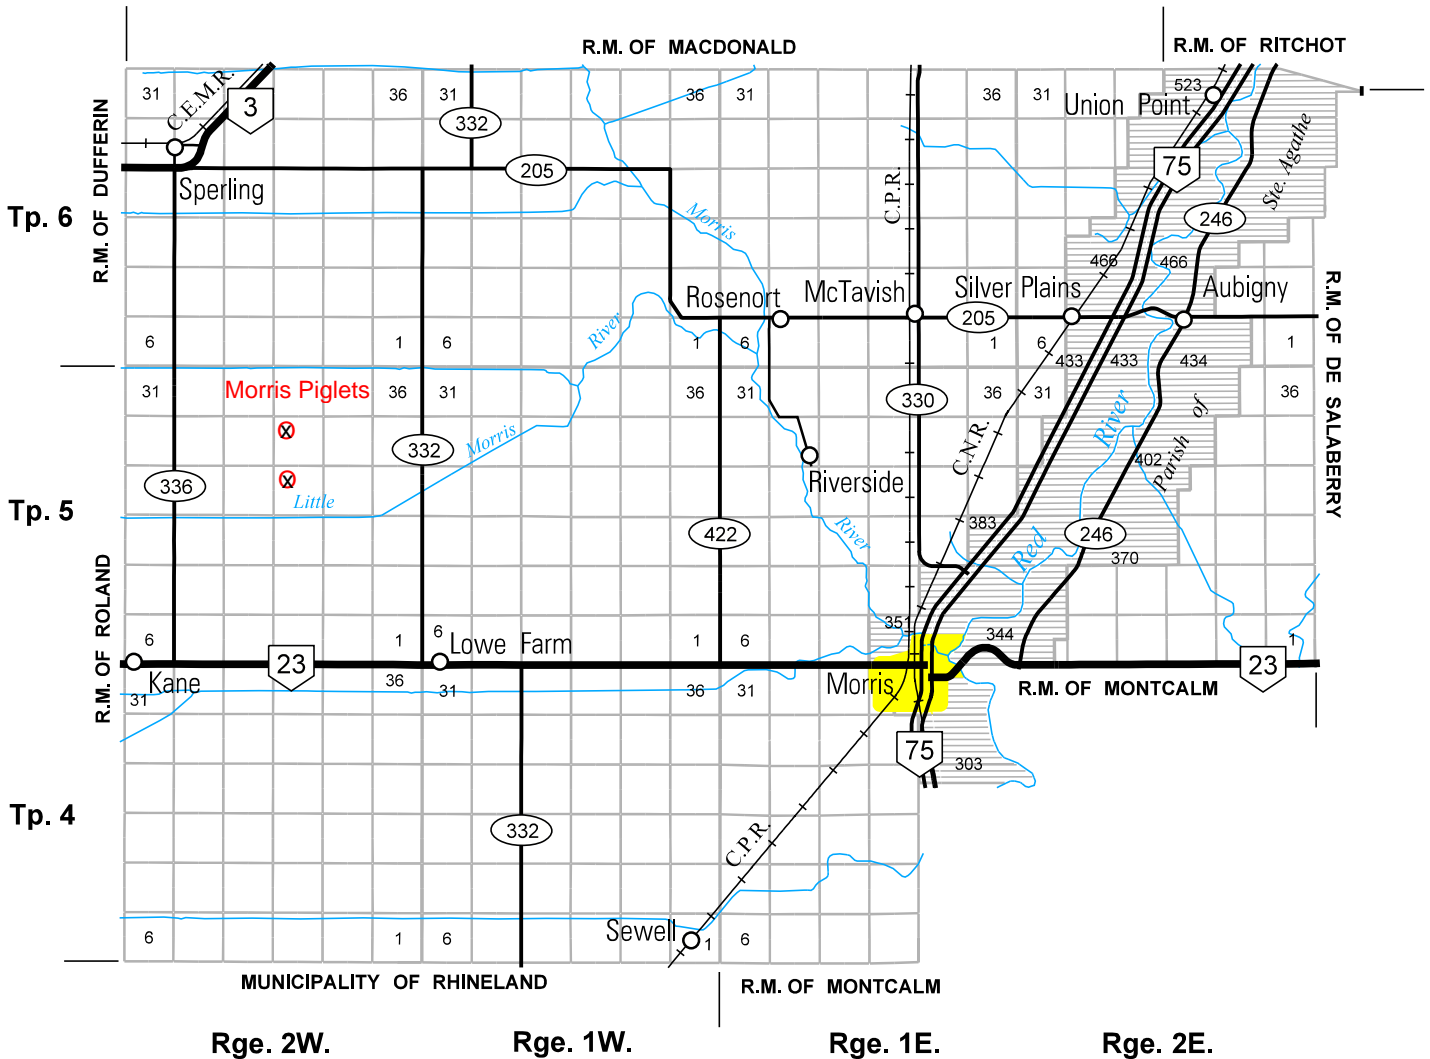 R.M. OF MACDONALD
R.M. OF RITCHOT
31
C.E.M.R.
3
36
31
332
36
31
36
31
523
Union Point
R.M. OF DUFFERIN
Sperling
205
75
Ste. Agathe
C.P.R.
Tp. 6
Morris
246
466
466
Rosenort
McTavish
Silver Plains
Aubigny
205
R.M. OF DE SALABERRY
6
1
6
River
1
6
1
6
433
433
434
1
31
Morris Piglets
36
31
36
31
330
36
31
36
X
332
Morris
C.N.R.
River
of
Parish
402
336
X
Little
Riverside
Tp. 5
422
River
383
246
Red
370
R.M. OF ROLAND
6
1
6
Lowe Farm
1
6
351
344
1
23
23
Kane
31
36
31
36
31
Morris
R.M. OF MONTCALM
75
303
Tp. 4
332
C.P.R.
Sewell
6
1
6
1
6
MUNICIPALITY OF RHINELAND
R.M. OF MONTCALM
Rge. 2W.
Rge. 1W.
Rge. 1E.
Rge. 2E.